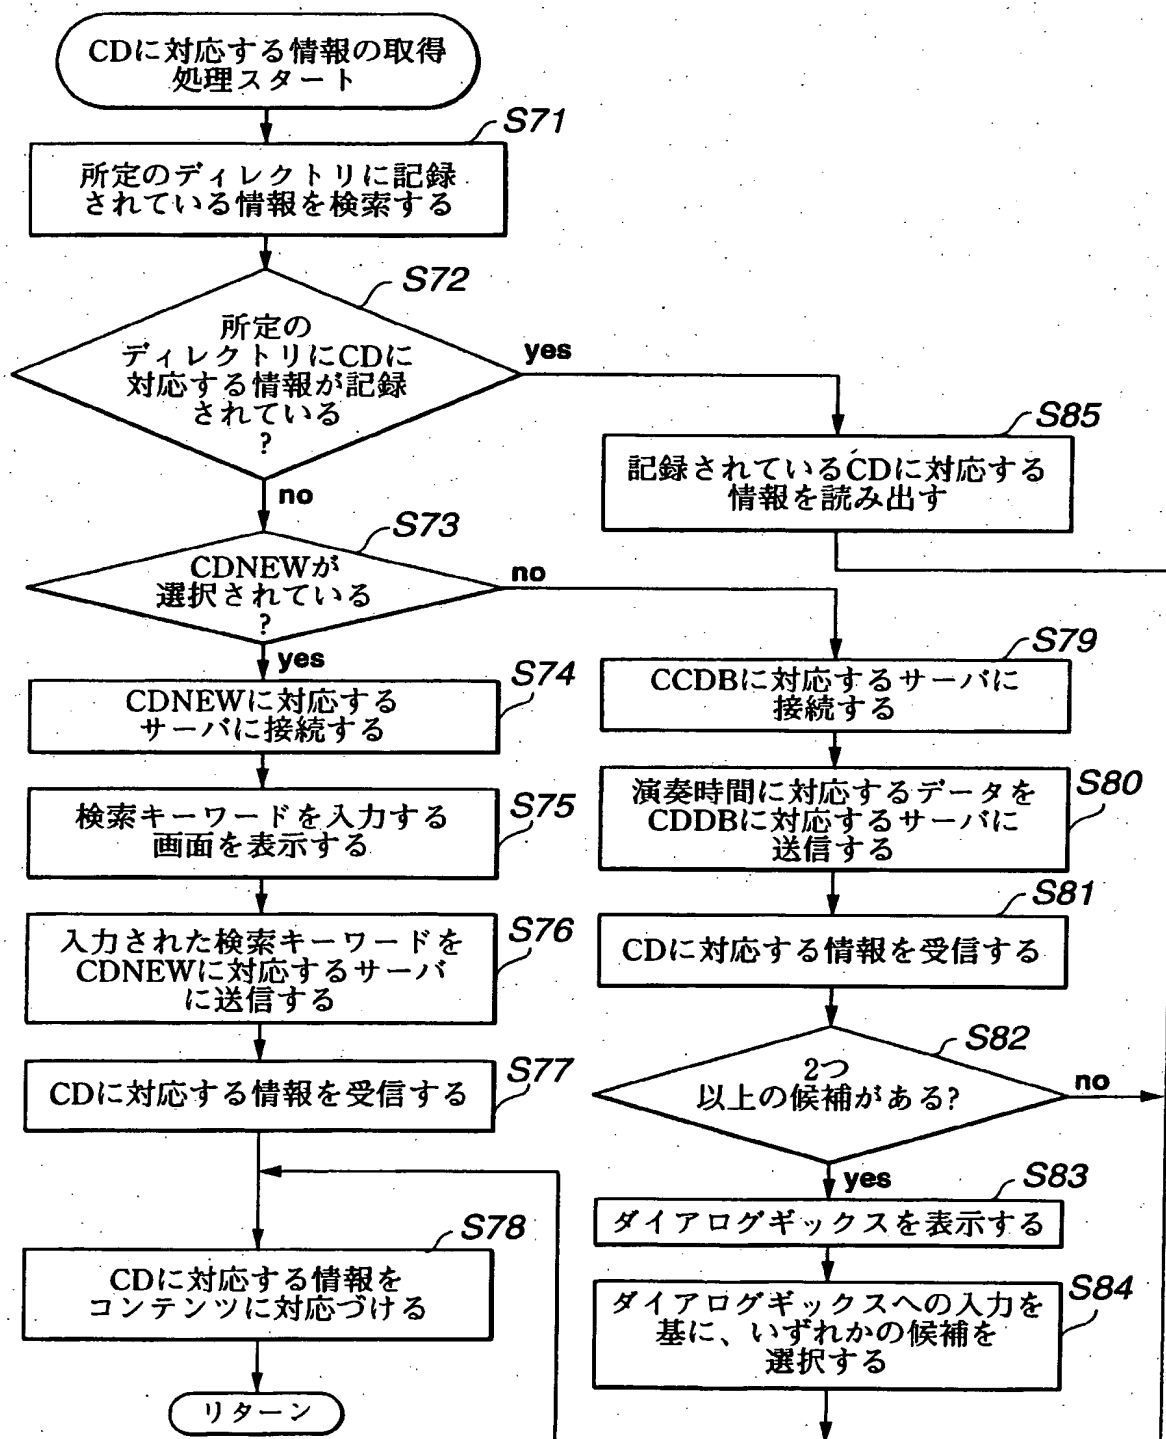 CDに対応する情報の取得
処理スタート
S71
所定のディレクトリに記録
されている情報を検索する
S72
所定の
ディレクトリにCDに
対応する情報が記録
されている
?
yes
no
S85
記録されているCDに対応する
情報を読み出す
S73
CDNEWが
選択されている
?
no
yes
S74
CDNEWに対応する
サーバに接続する
S75
検索キーワードを入力する
画面を表示する
S76
入力された検索キーワードを
CDNEWに対応するサーバ
に送信する
S77
CDに対応する情報を受信する
S78
CDに対応する情報を
コンテンツに対応づける
リターン
S79
CCDBに対応するサーバに
接続する
S80
演奏時間に対応するデータを
CDDBに対応するサーバに
送信する
S81
CDに対応する情報を受信する
S82
2つ
以上の候補がある?
no
yes
S83
ダイアログギックスを表示する
S84
ダイアログギックスへの入力を
基に、いずれかの候補を
選択する